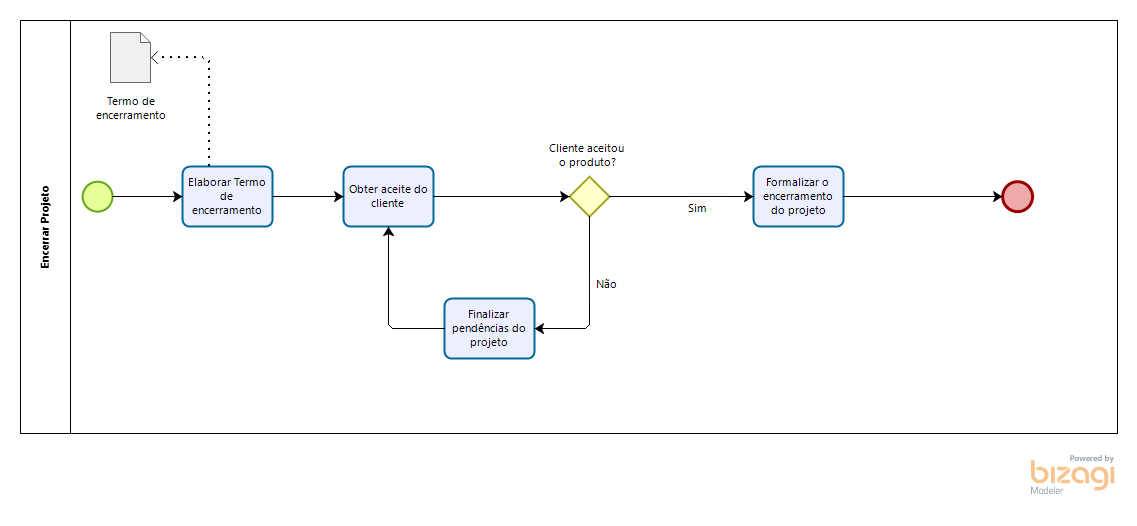 Termo de
encerramento
Encerrar Projeto
Elaborar Termo
de
encerramento
Obter aceite do
cliente
Cliente aceitou
o produto?
Sim
Formalizar o
encerramento
do projeto
Não
Finalizar
pendências do
projeto
Powered by
bizagi
Modeler